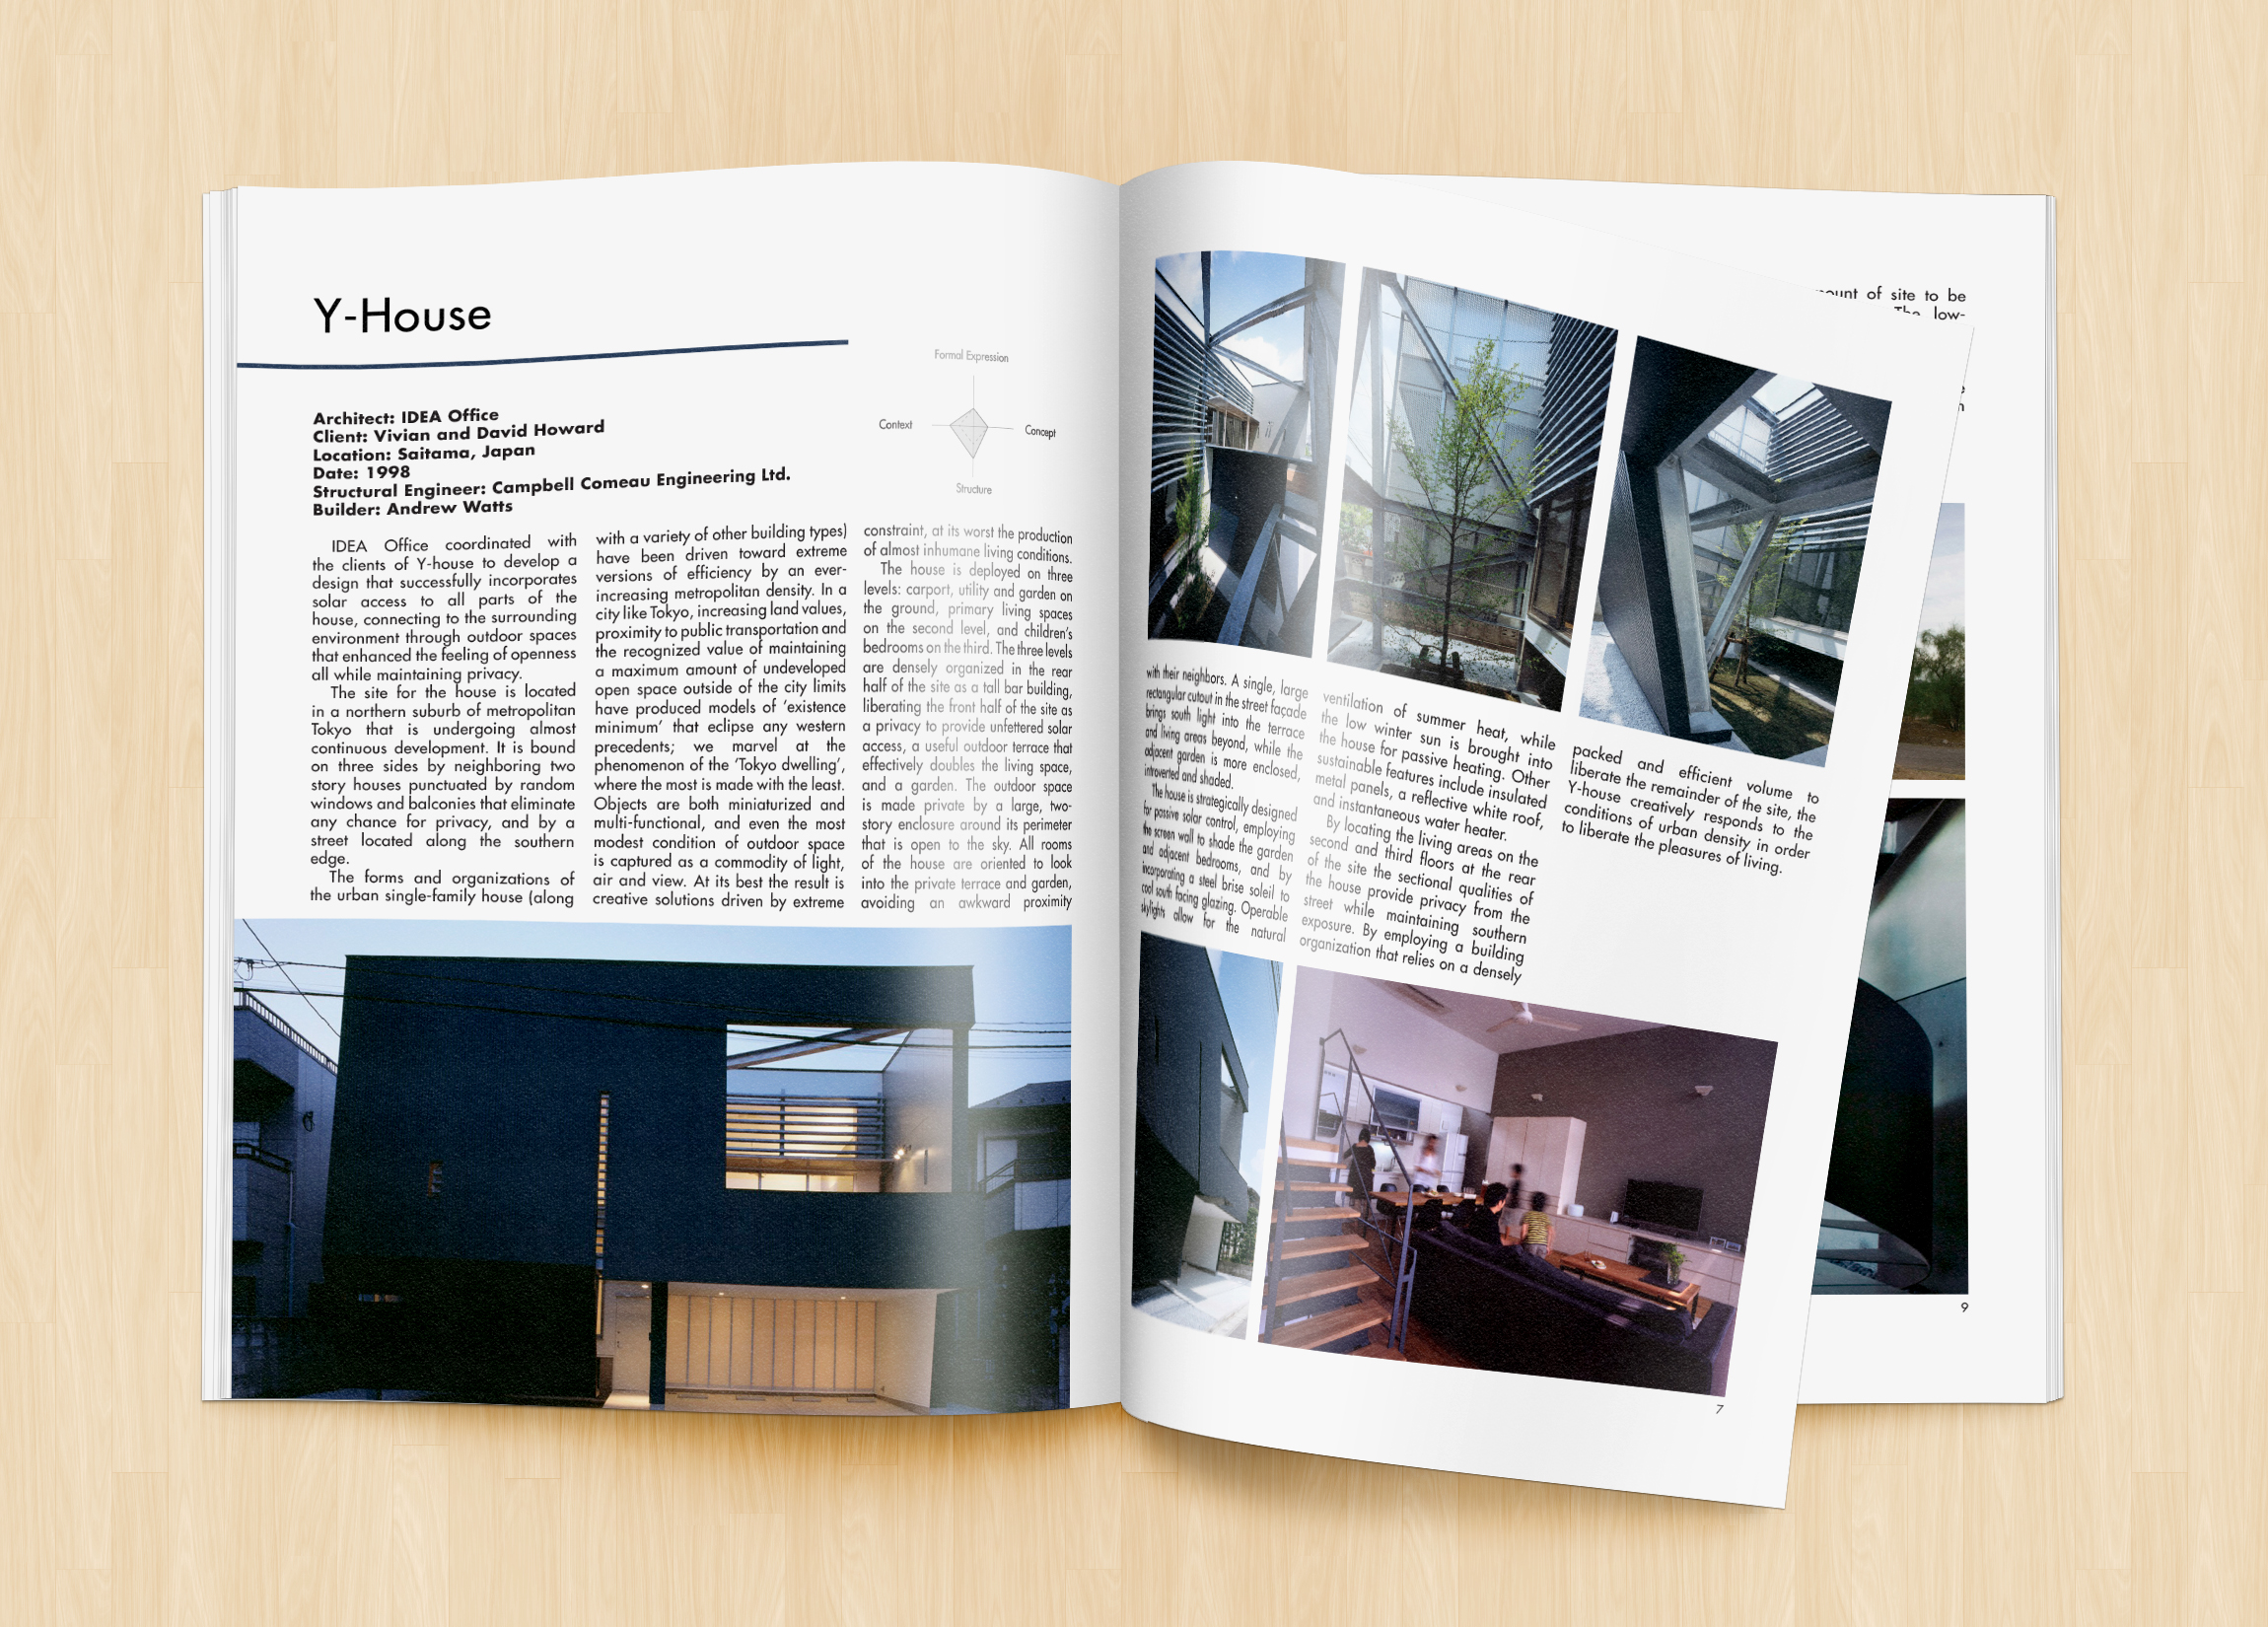 Y-House
Formal Expression
Context
Concept
Structure
Architect: IDEA Office
Client: Vivian and David Howard
Location: Saitama, Japan
Date: 1998
Structural Engineer: Campbell Comeau Engineering Ltd.
Builder: Andrew Watts
IDEA Office coordinated with
the clients of Y-house to develop a
design that successfully incorporates
solar access to all parts of the
house, connecting to the surrounding
environment through outdoor spaces
that enhanced the feeling of openness
all while maintaining privacy.
The site for the house is located
in a northern suburb of metropolitan
Tokyo that is undergoing almost
continuous development. It is bound
on three sides by neighboring two
story houses punctuated by random
windows and balconies that eliminate
any chance for privacy, and by a
street located along the southern
edge.
The forms and organizations of
the urban single-family house (along
with a variety of other building types)
have been driven toward extreme
versions of efficiency by an ever-
increasing metropolitan density. In a
city like Tokyo, increasing land values,
proximity to public transportation and
the recognized value of maintaining
a maximum amount of undeveloped
open space outside of the city limits
have produced models of ‘existence
minimum’ that eclipse any western
precedents; we marvel at the
phenomenon of the ‘Tokyo dwelling’,
where the most is made with the least.
Objects are both miniaturized and
multi-functional, and even the most
modest condition of outdoor space
is captured as a commodity of light,
air and view. At its best the result is
creative solutions driven by extreme
constraint, at its worst the production
of almost inhumane living conditions.
The house is deployed on three
levels: carport, utility and garden on
the ground, primary living spaces
on the second level, and children’s
bedrooms on the third. The three levels
are densely organized in the rear
half of the site as a tall bar building,
liberating the front half of the site as
a privacy to provide unfettered solar
access, a useful outdoor terrace that
effectively doubles the living space,
and a garden. The outdoor space
is made private by a large, two-
story enclosure around its perimeter
that is open to the sky. All rooms
of the house are oriented to look
into the private terrace and garden,
avoiding an awkward proximity
with their neighbors. A single, large
rectangular cutout in the street façade
brings south light into the terrace
and living areas beyond, while the
adjacent garden is more enclosed,
introverted and shaded.
The house is strategically designed
for passive solar control, employing
the screen wall to shade the garden
and adjacent bedrooms, and by
incorporating a steel brise soleil to
cool south facing glazing. Operable
skylights allow for the natural
ventilation of summer heat, while
the low winter sun is brought into
the house for passive heating. Other
sustainable features include insulated
metal panels, a reflective white roof,
and instantaneous water heater.
By locating the living areas on the
second and third floors at the rear
of the site the sectional qualities of
the house provide privacy from the
street while maintaining southern
exposure. By employing a building
organization that relies on a densely
packed and efficient volume to
liberate the remainder of the site, the
Y-house creatively responds to the
conditions of urban density in order
to liberate the pleasures of living.
7
of site to be
The low-
9